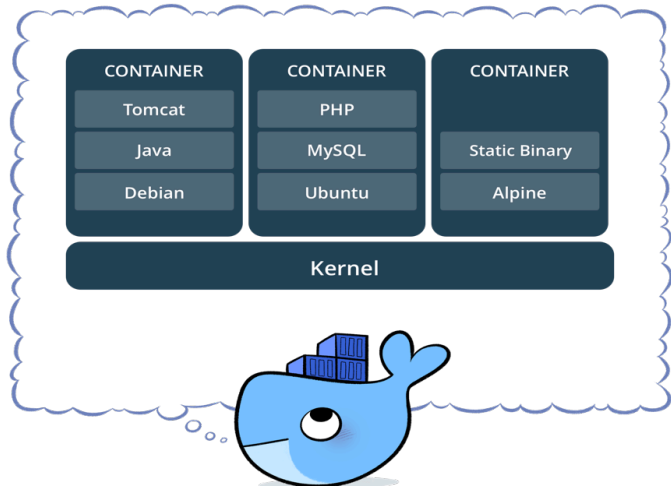 CONTAINER
Tomcat
Java
Debian
CONTAINER
PHP
MySQL
Ubuntu
CONTAINER
Static Binary
Alpine
Kernel